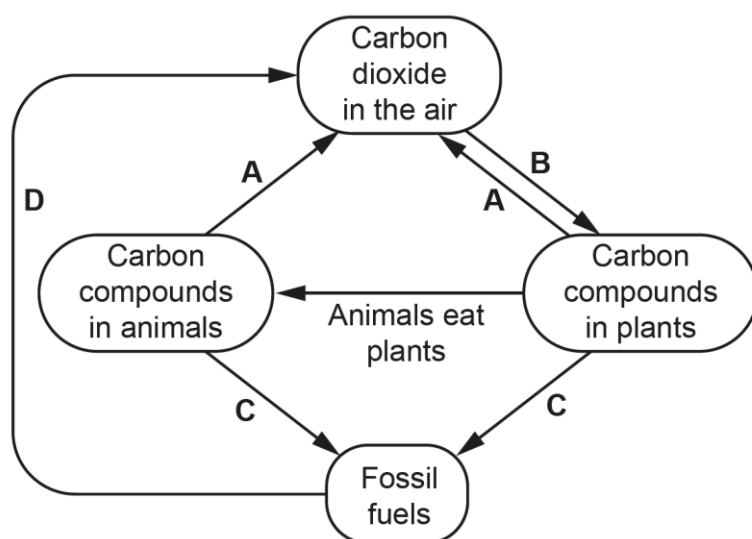 Carbon
dioxide
in the air
A
B
A
D
Carbon
compounds
in animals
Animals eat
plants
Carbon
compounds
in plants
C
C
Fossil
fuels